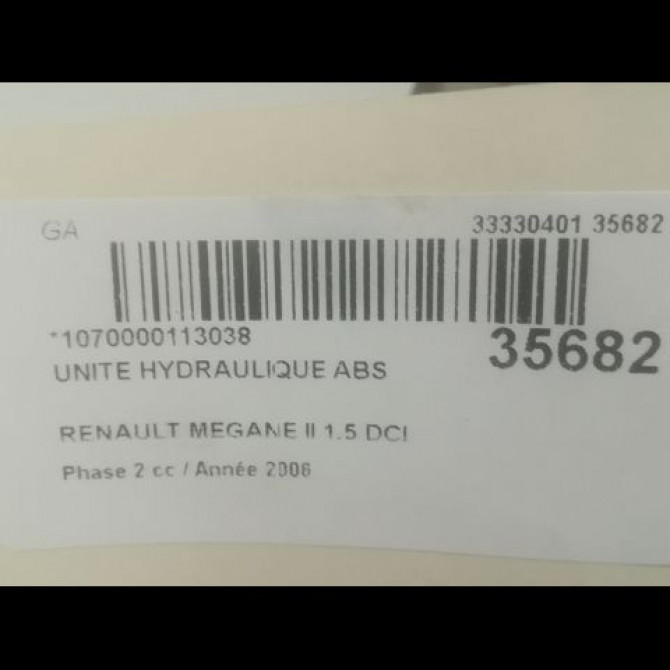 GA 33330401 35682
*1070000113038 35682
UNITE HYDRAULIQUE ABS
RENAULT MEGANE II 1.5 DCI
Phase 2 cc / Année 2006